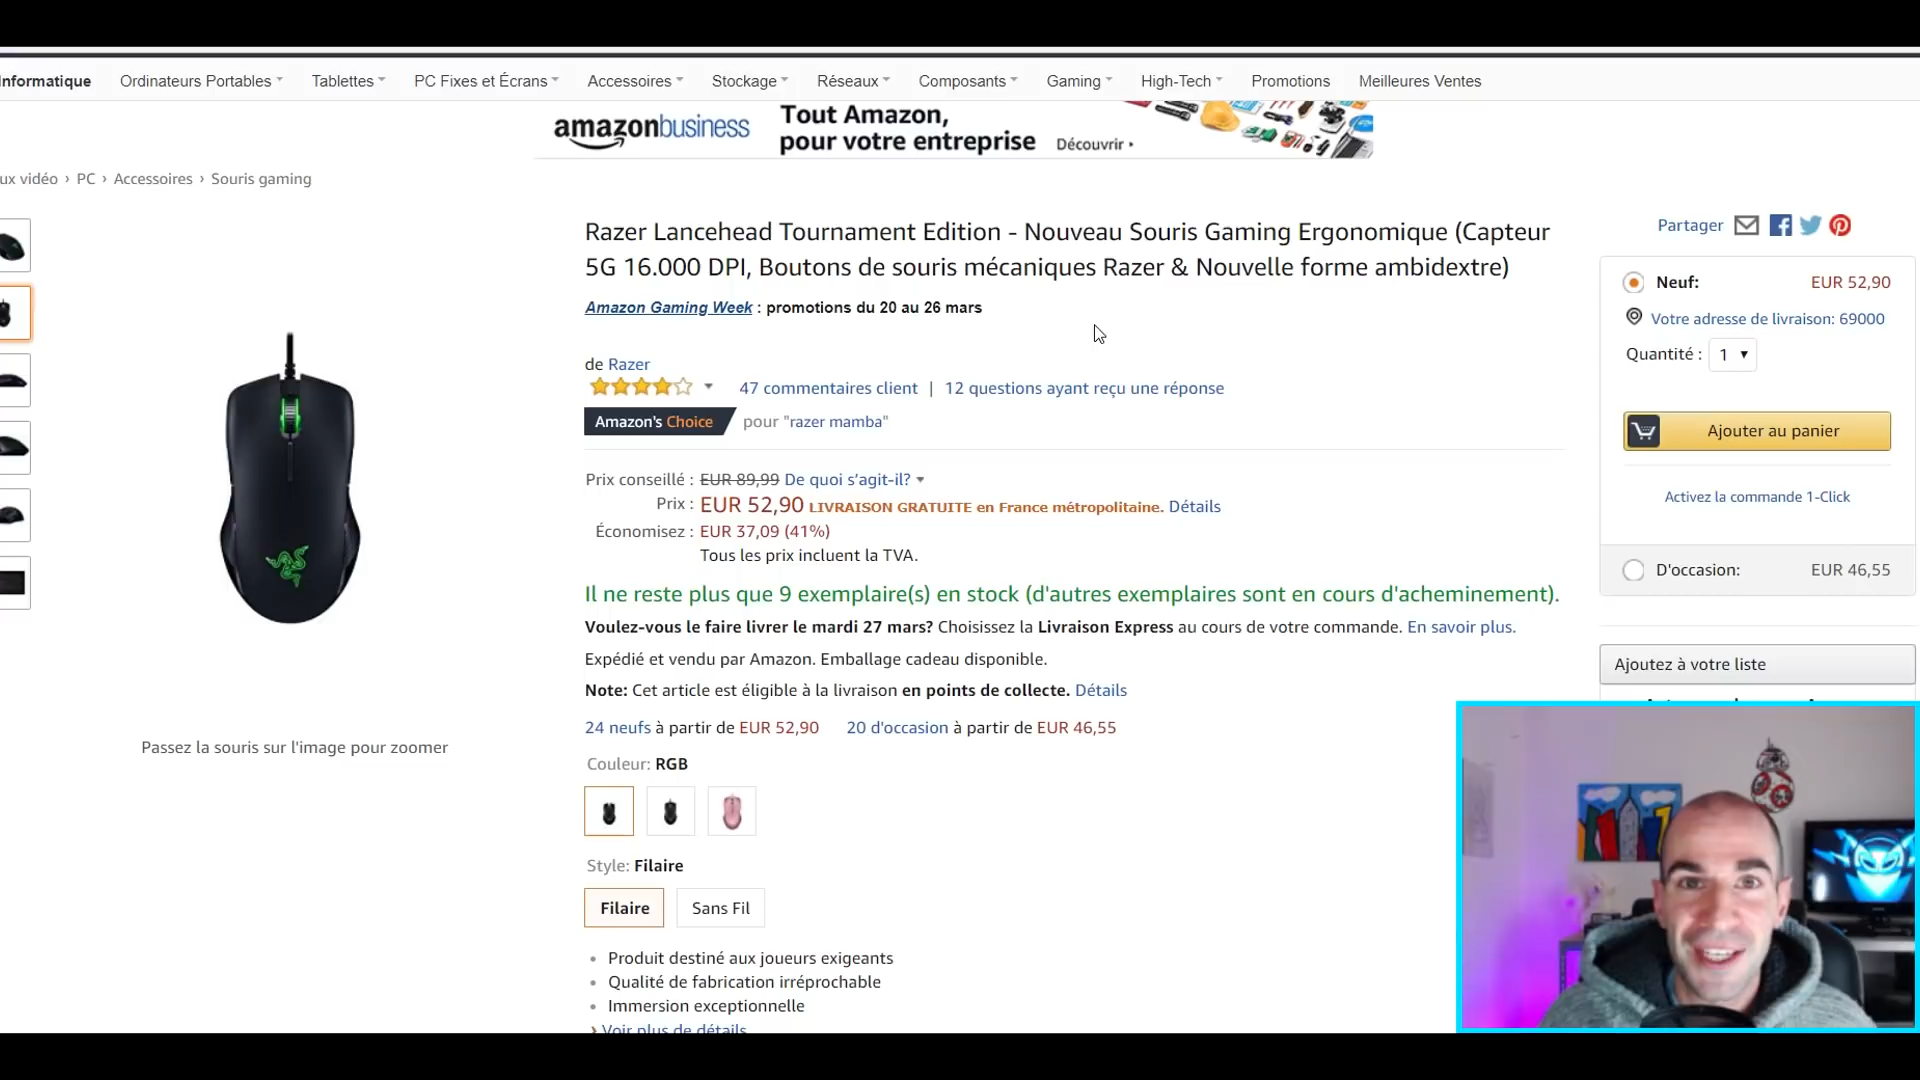 Informatique Ordinateurs Portables Tablettes PC Fixes et Écrans Accessoires Stockage Réseaux Composants Gaming High-Tech Promotions Meilleures Ventes
amazonbusiness
Tout Amazon,
pour votre entreprise
Découvrir
ux vidéo › PC › Accessoires › Souris gaming
Razer Lancehead Tournament Edition - Nouveau Souris Gaming Ergonomique (Capteur
5G 16.000 DPI, Boutons de souris mécaniques Razer & Nouvelle forme ambidextre)
Amazon Gaming Week : promotions du 20 au 26 mars
de Razer
47 commentaires client | 12 questions ayant reçu une réponse
Amazon's Choice pour "razer mamba"
Prix conseillé : EUR 89,99 De quoi s'agit-il?
Prix : EUR 52,90 LIVRAISON GRATUITE en France métropolitaine. Détails
Économisez : EUR 37,09 (41%)
Tous les prix incluent la TVA.
Il ne reste plus que 9 exemplaire(s) en stock (d'autres exemplaires sont en cours d'acheminement).
Voulez-vous le faire livrer le mardi 27 mars? Choisissez la Livraison Express au cours de votre commande. En savoir plus.
Expédié et vendu par Amazon. Emballage cadeau disponible.
Note: Cet article est éligible à la livraison en points de collecte. Détails
24 neufs à partir de EUR 52,90 20 d'occasion à partir de EUR 46,55
Passez la souris sur l'image pour zoomer
Couleur: RGB
Style: Filaire
Filaire Sans Fil
• Produit destiné aux joueurs exigeants
• Qualité de fabrication irréprochable
• Immersion exceptionnelle
› Voir plus de détails
Partager
Neuf: EUR 52,90
Votre adresse de livraison: 69000
Quantité : 1
Ajouter au panier
Activez la commande 1-Click
D'occasion: EUR 46,55
Ajoutez à votre liste